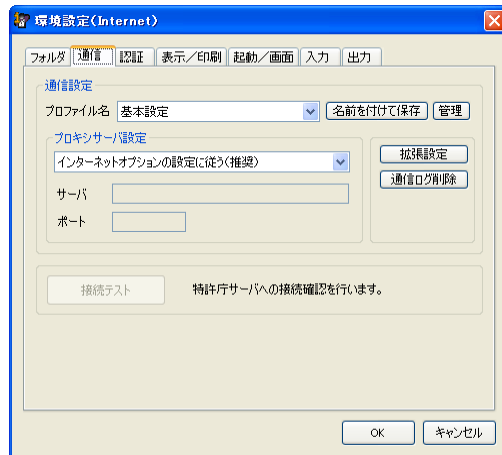 環境設定(Internet)
フォルダ 通信 認証 表示／印刷 起動／画面 入力 出力
通信設定
プロファイル名 基本設定 名前を付けて保存 管理
プロキシサーバ設定
インターネットオプションの設定に従う(推奨)
拡張設定
通信ログ削除
サーバ
ポート
接続テスト 特許庁サーバへの接続確認を行います。
OK キャンセル